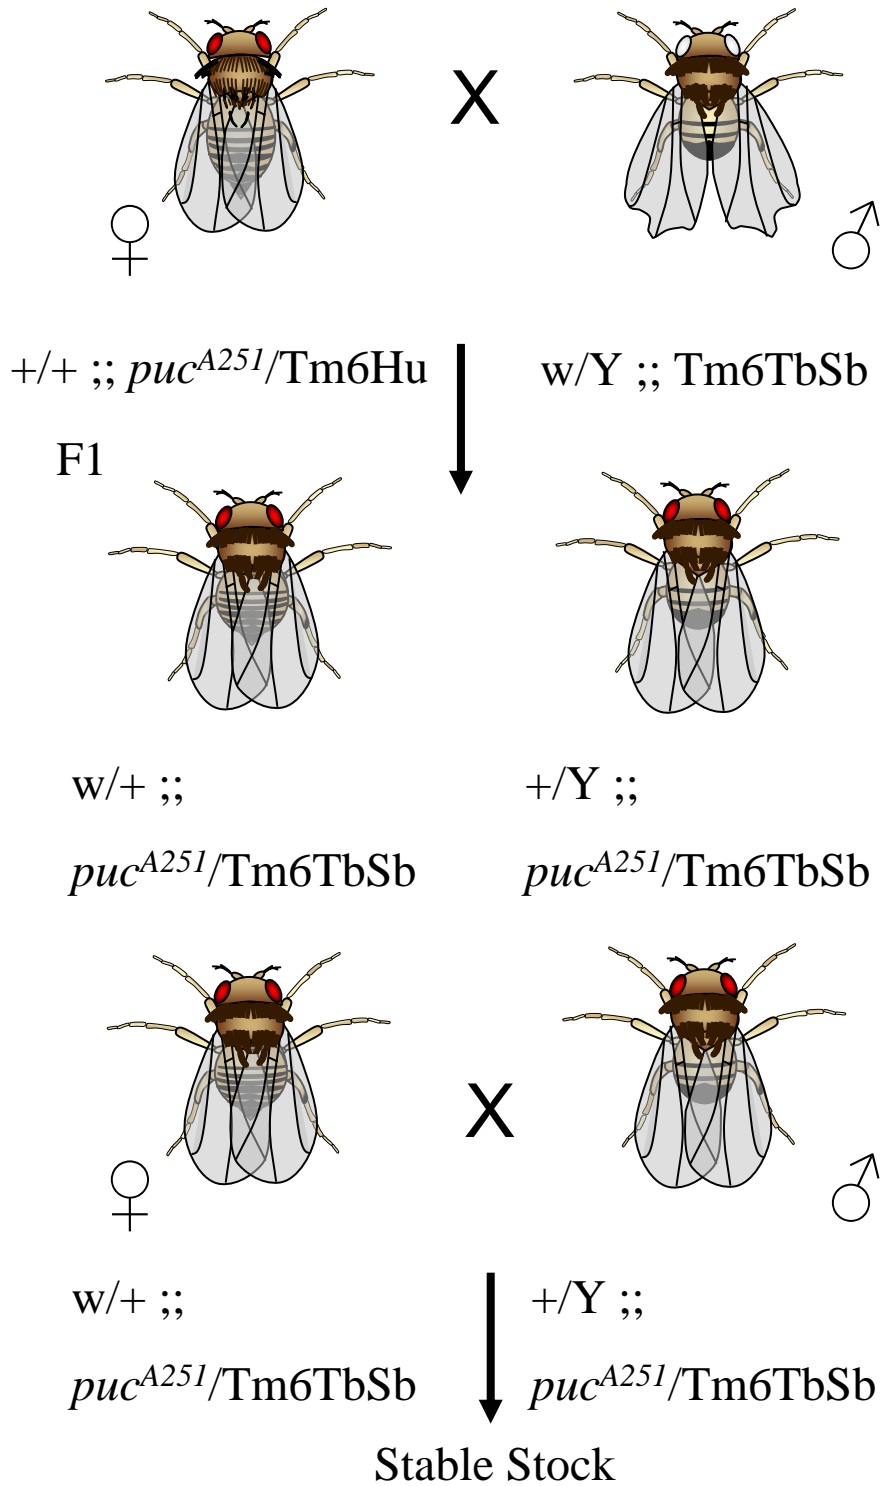 X
♀ ♂
+/+ ;; puc^A251/Tm6Hu w/Y ;; Tm6TbSb
F1
w/+ ;; +/Y ;;
puc^A251/Tm6TbSb puc^A251/Tm6TbSb
X
♀ ♂
w/+ ;; +/Y ;;
puc^A251/Tm6TbSb puc^A251/Tm6TbSb
Stable Stock